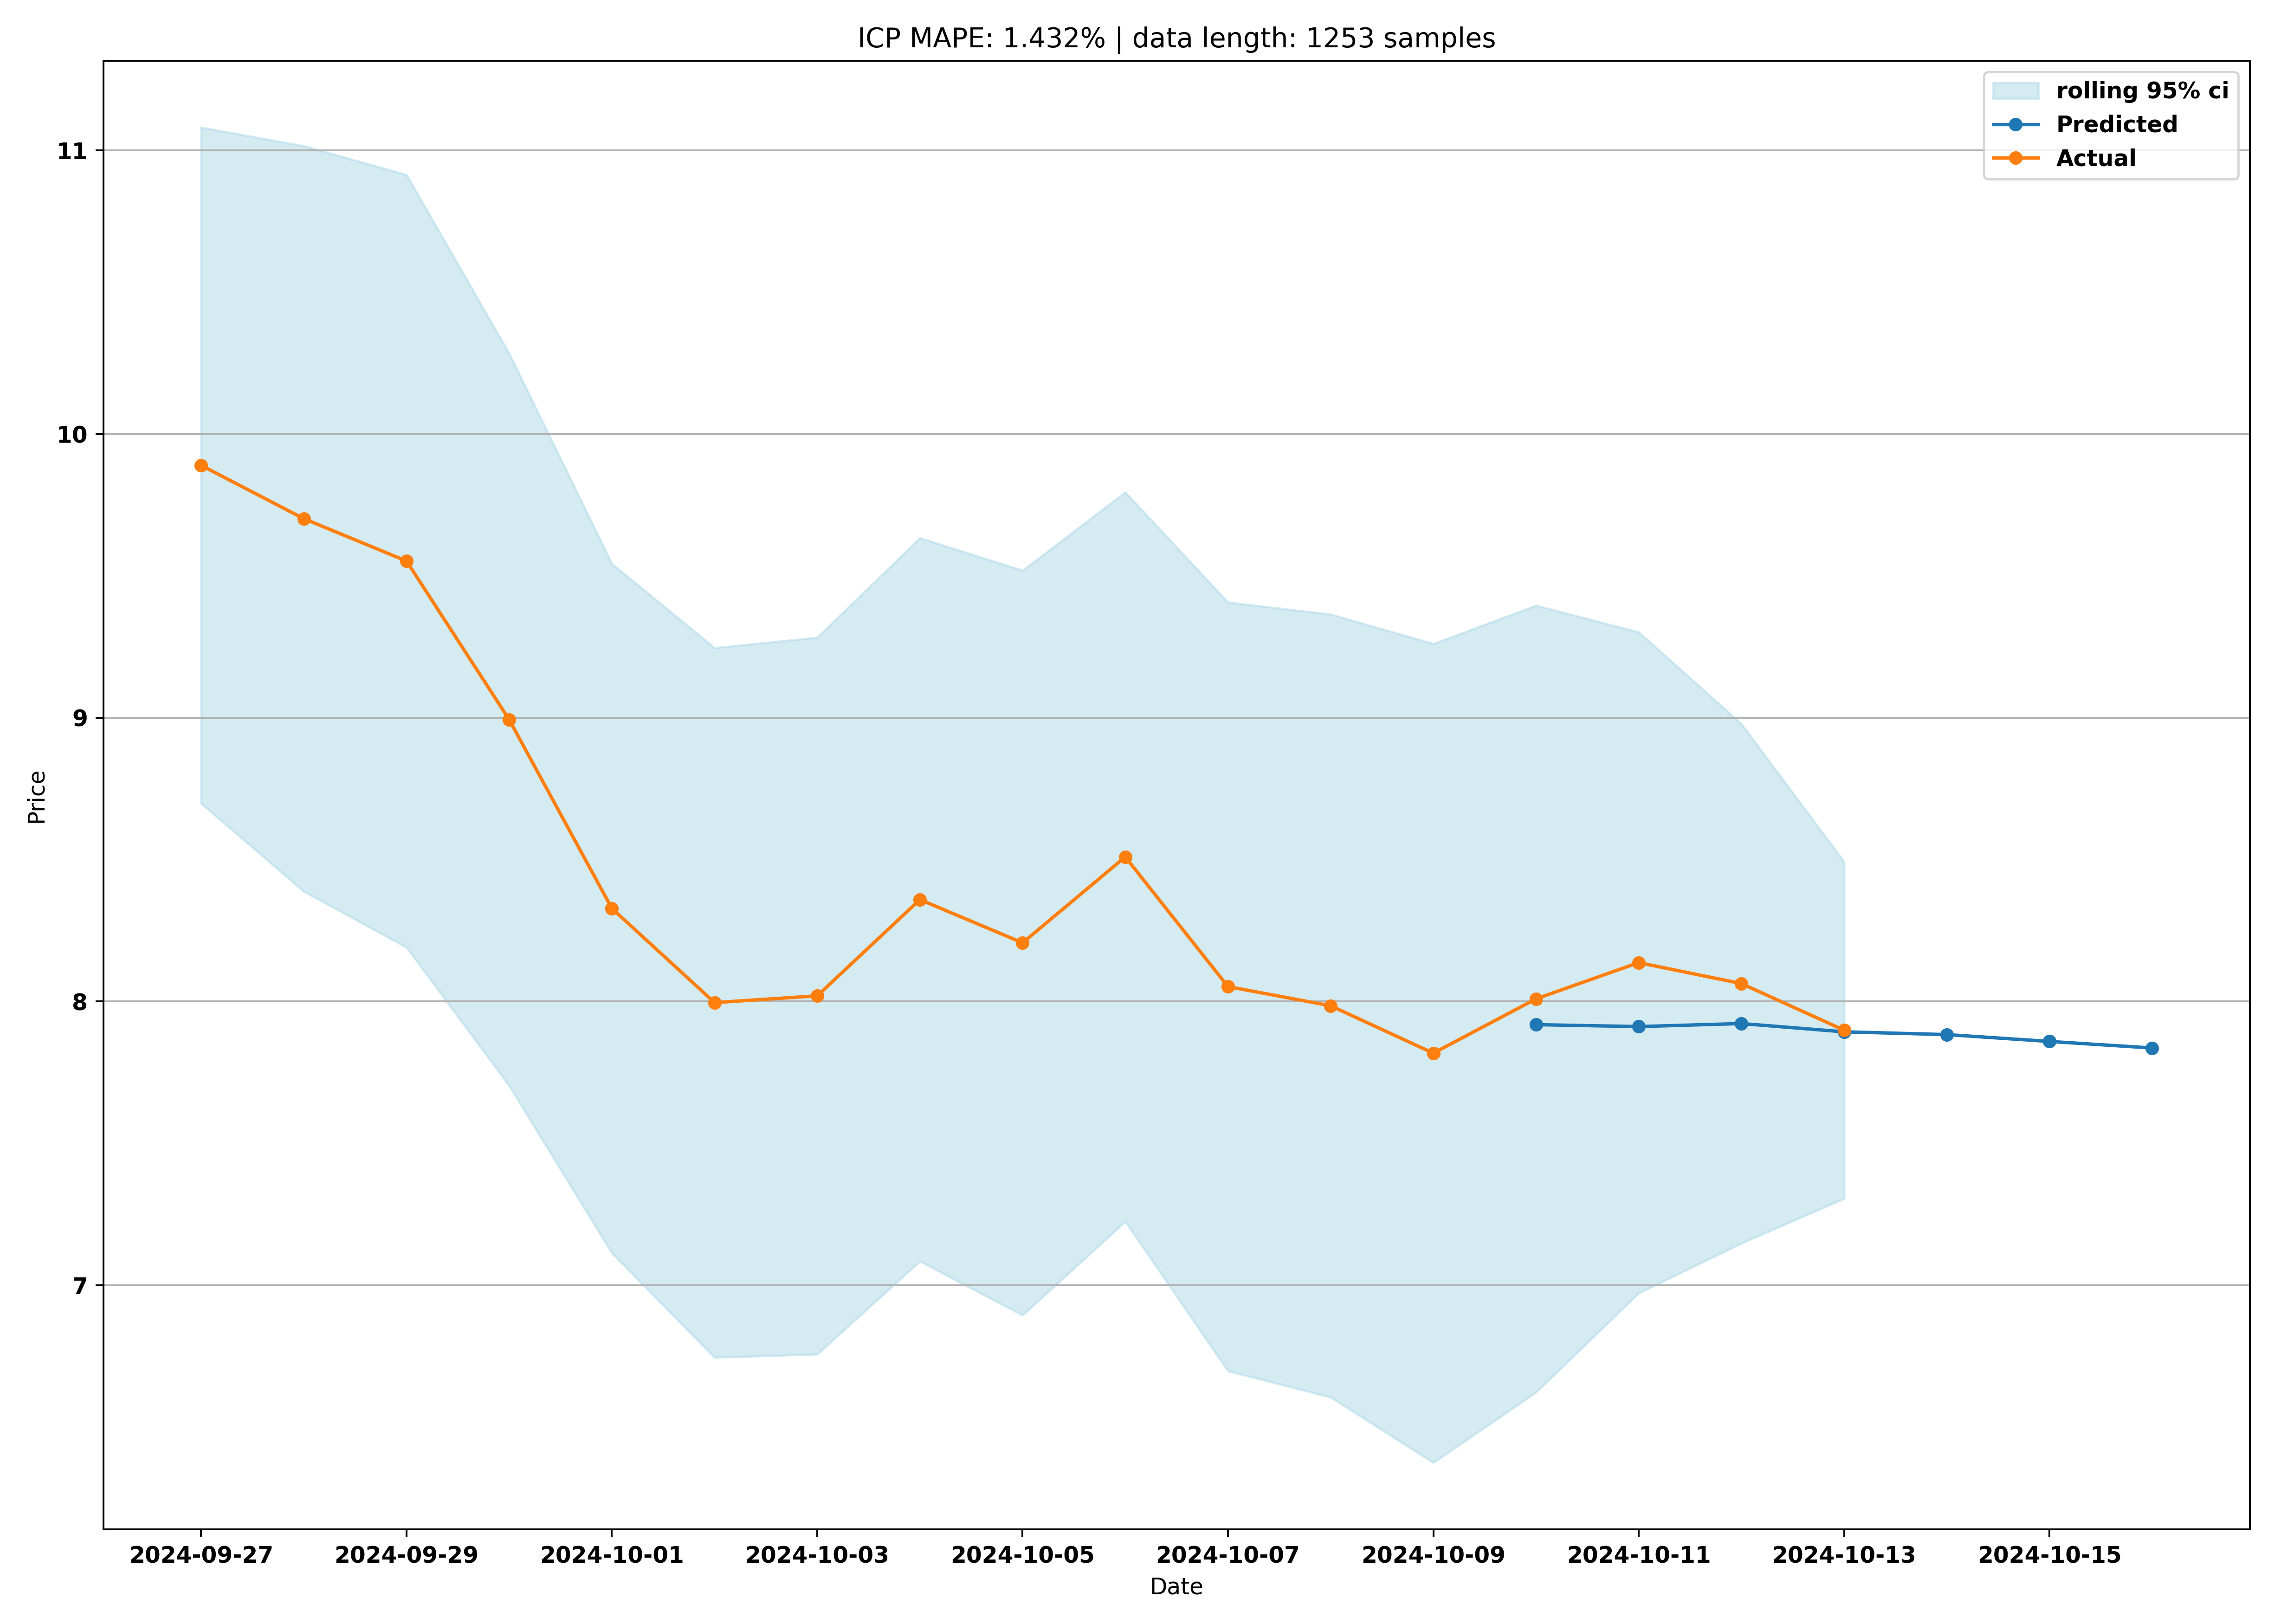 ICP MAPE: 1.432% | data length: 1253 samples
rolling 95% ci
Predicted
Actual
11
10
9
8
7
Price
2024-09-27 2024-09-29 2024-10-01 2024-10-03 2024-10-05 2024-10-07 2024-10-09 2024-10-11 2024-10-13 2024-10-15
Date